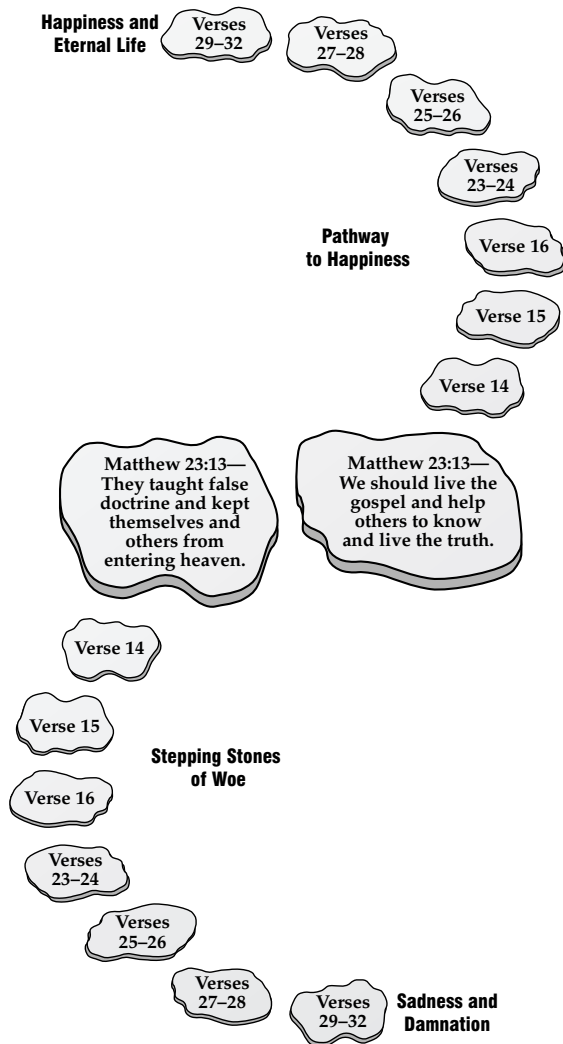 Happiness and
Eternal Life
Verses
29–32
Verses
27–28
Verses
25–26
Verses
23–24
Pathway
to Happiness
Verse 16
Verse 15
Verse 14
Matthew 23:13—
They taught false
doctrine and kept
themselves and
others from
entering heaven.
Matthew 23:13—
We should live the
gospel and help
others to know
and live the truth.
Verse 14
Verse 15
Stepping Stones
of Woe
Verse 16
Verses
23–24
Verses
25–26
Verses
27–28
Verses
29–32
Sadness and
Damnation